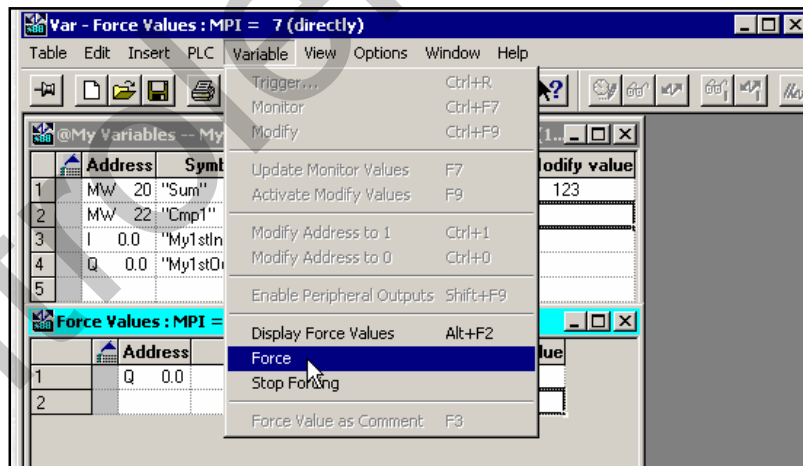 Var - Force Values : MPI = 7 (directly)
Table Edit Insert PLC Variable View Options Window Help
Trigger... Ctrl+R
Monitor Ctrl+F7
Modify Ctrl+F9
Update Monitor Values F7
Activate Modify Values F9
Modify Address to 1 Ctrl+1
Modify Address to 0 Ctrl+0
Enable Peripheral Outputs Shift+F9
Display Force Values Alt+F2
Force
Stop Forcing
Force Value as Comment F3
@My Variables -- My (1...
Address Symb Modify value
1 MW 20 "Sum" 123
2 MW 22 "Cmp1"
3 I 0.0 "My1stIn
4 Q 0.0 "My1stOu
5
Force Values : MPI =
Address lue
1 Q 0.0
2